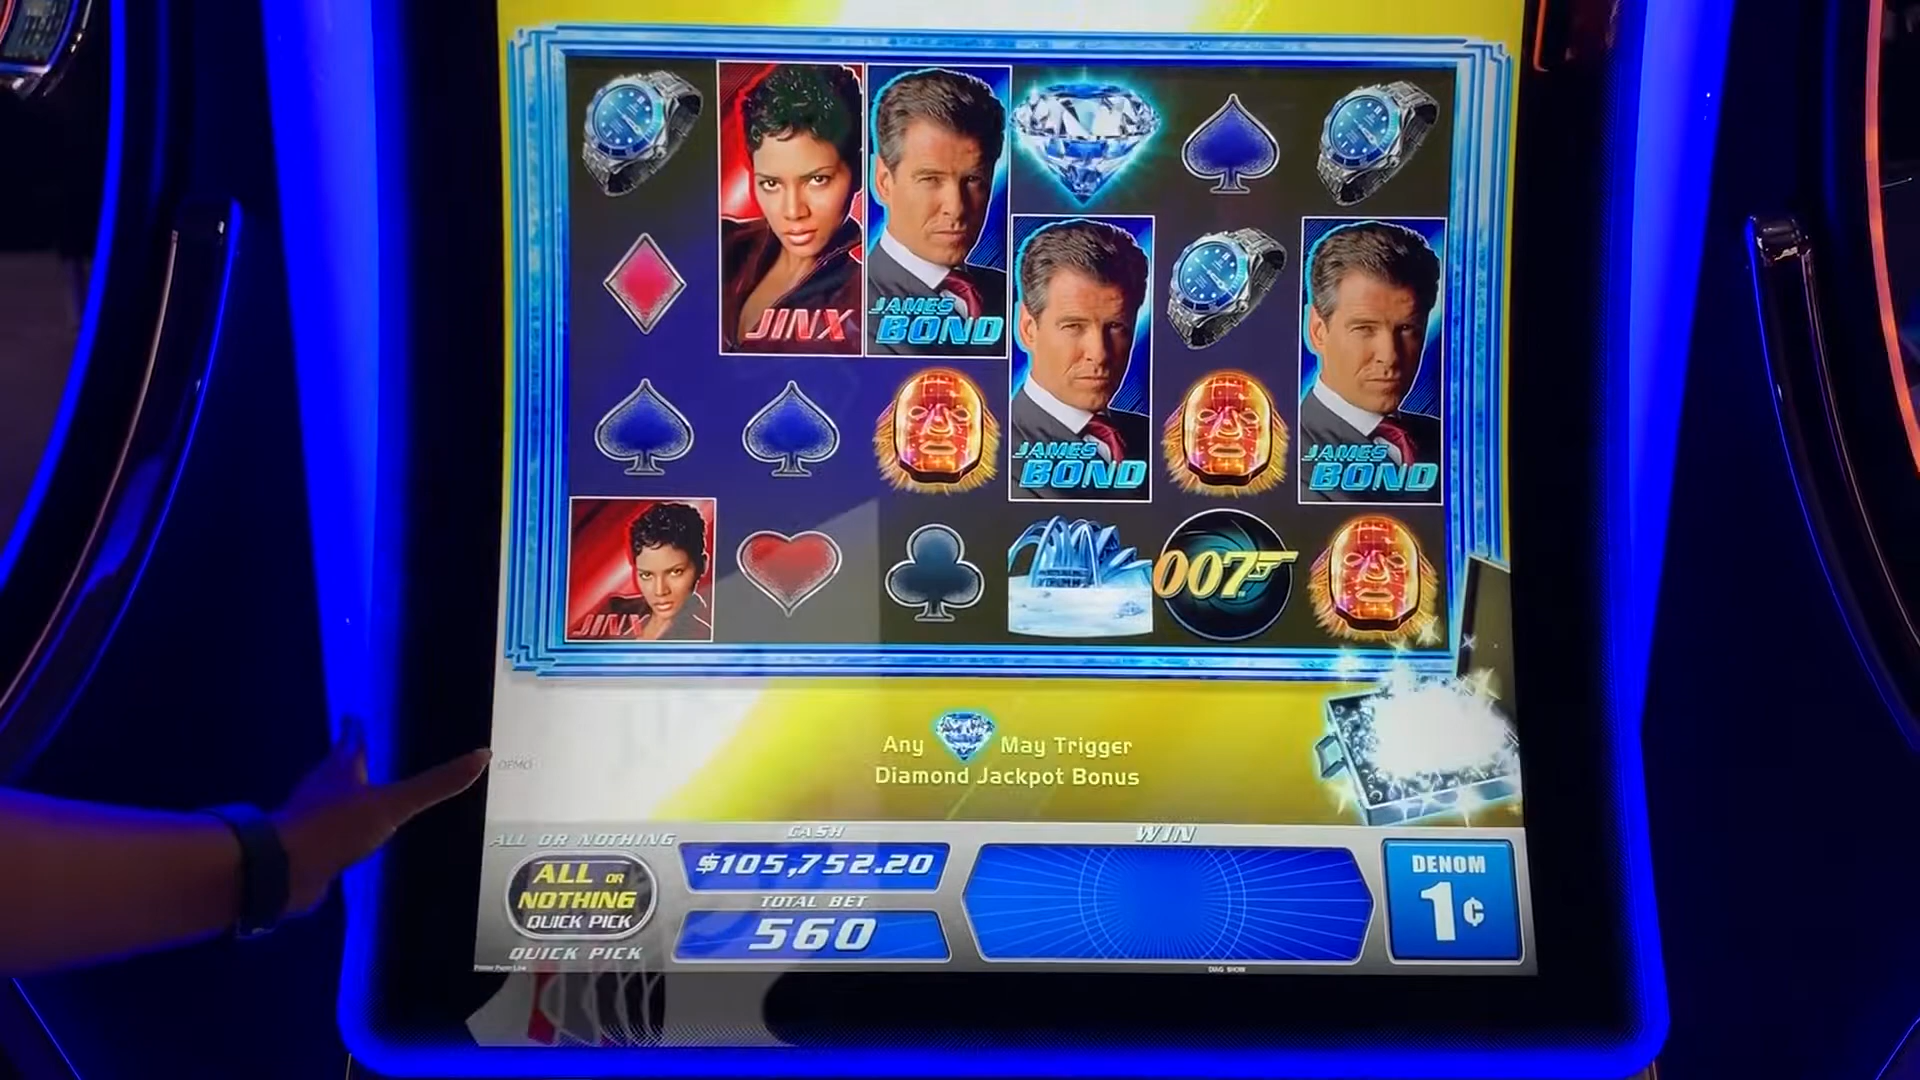 JINX
JAMES
BOND
JAMES
BOND
JAMES
BOND
JINX
007
Any May Trigger
Diamond Jackpot Bonus
DEMO
ALL OR NOTHING
ALL OR
NOTHING
QUICK PICK
QUICK PICK
CASH
$105,752.20
TOTAL BET
560
WIN
DENOM
1¢